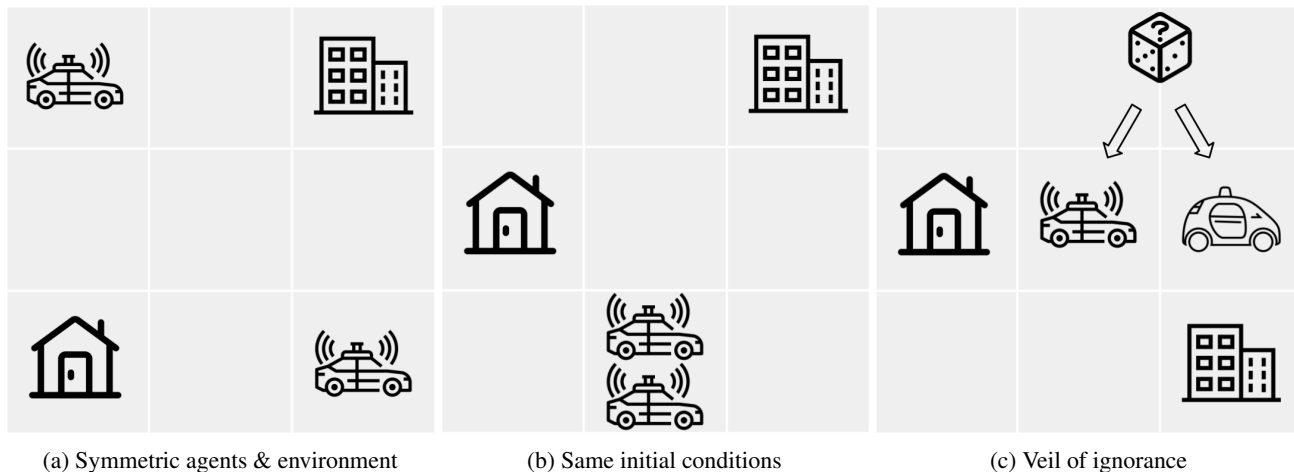 ?
(a) Symmetric agents & environment
(b) Same initial conditions
(c) Veil of ignorance